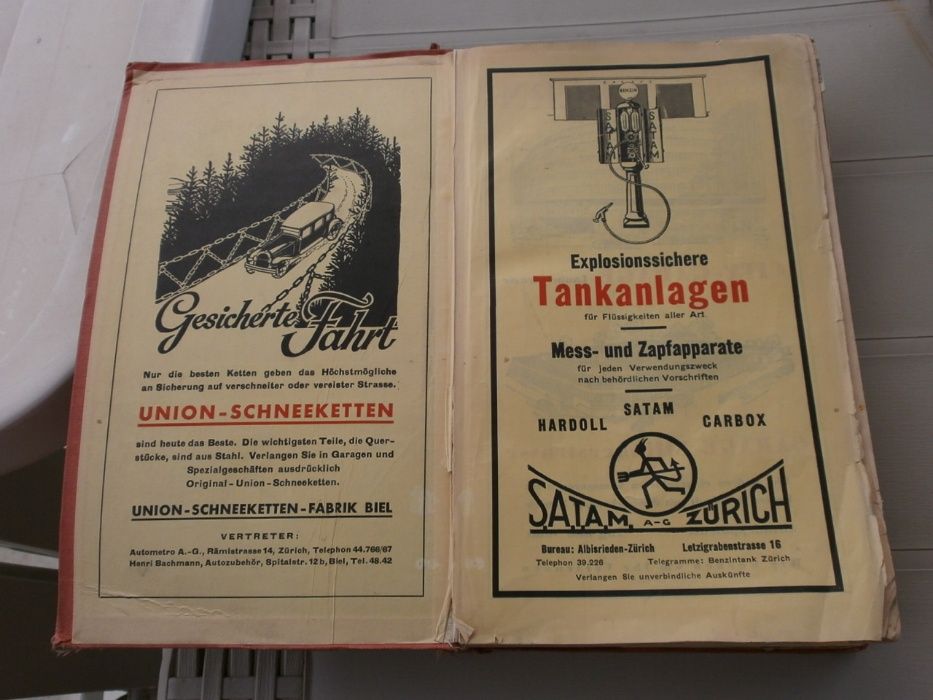 Gesicherte Fahrt
Nur die besten Ketten geben das Höchstmögliche
an Sicherung auf verschneiter oder vereister Strasse.
UNION-SCHNEEKETTEN
sind heute das Beste. Die wichtigsten Teile, die Quer-
stücke, sind aus Stahl. Verlangen Sie in Garagen und
Spezialgeschäften ausdrücklich
Original-Union-Schneeketten.
UNION-SCHNEEKETTEN-FABRIK BIEL
VERTRETER:
Autometro A.-G., Rämistrasse 14, Zürich, Telephon 44.766/67
Henri Bachmann, Autozubehör, Spitalstr. 12b, Biel, Tel. 48.42
BENZIN
SATAM
SATAM
Explosionssichere
Tankanlagen
für Flüssigkeiten aller Art
Mess- und Zapfapparate
für jeden Verwendungszweck
nach behördlichen Vorschriften
HARDOLL SATAM CARBOX
S.A.T.A.M. A-G ZÜRICH
Bureau: Albisrieden-Zürich Letzigrabenstrasse 16
Telephon 39.226 Telegramme: Benzintank Zürich
Verlangen Sie unverbindliche Auskünfte